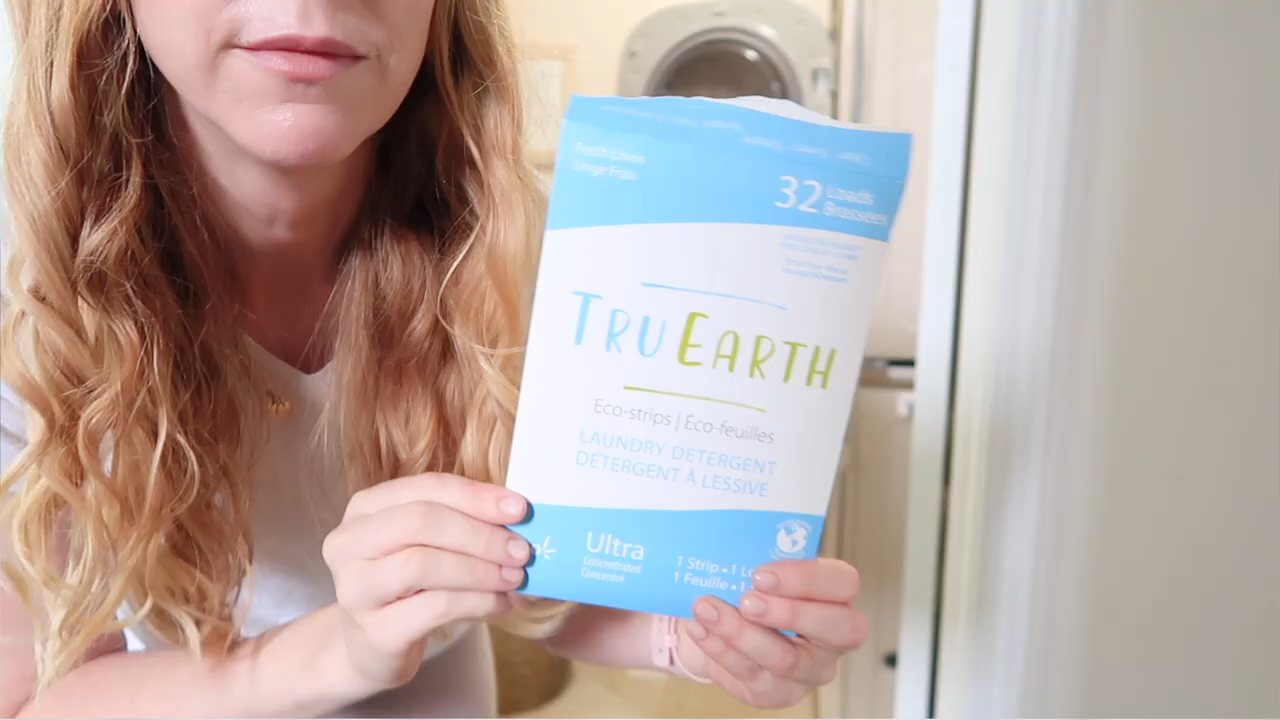 Fresh Linen
Linge Frais
32 Loads
Brassées
TRU EARTH
Eco-strips | Éco-feuilles
LAUNDRY DETERGENT
DÉTERGENT À LESSIVE
Ultra
Concentrated
Concentré
1 Strip • 1
1 Feuille • 1